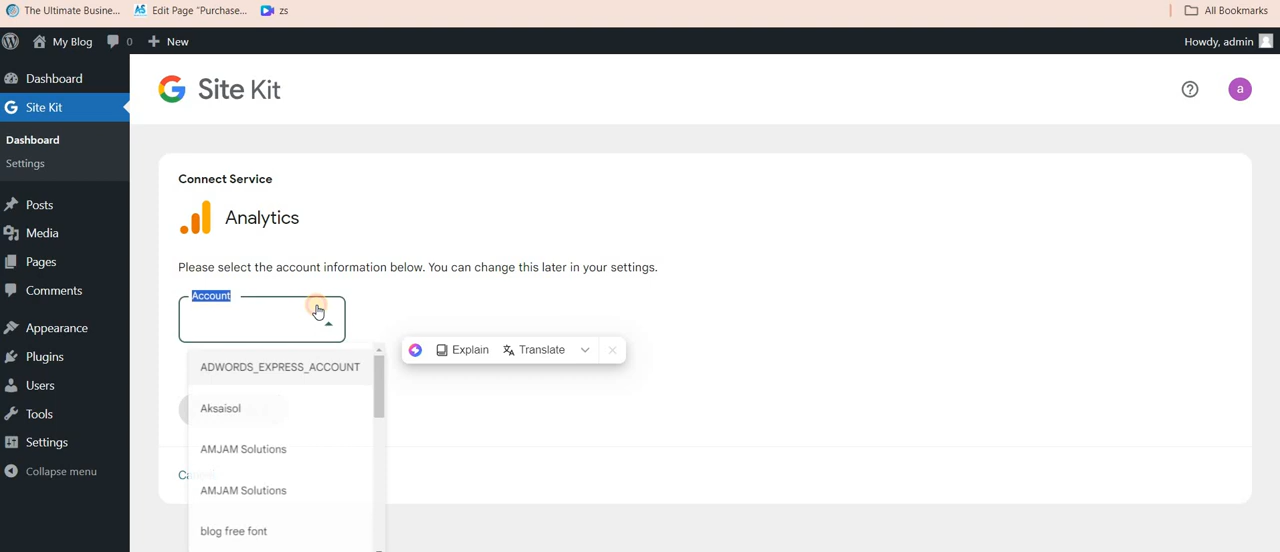 The Ultimate Busine...
Edit Page "Purchase...
zs
All Bookmarks
My Blog
0
New
Howdy, admin
Dashboard
Site Kit
Dashboard
Settings
Posts
Media
Pages
Comments
Appearance
Plugins
Users
Tools
Settings
Collapse menu
Site Kit
a
Connect Service
Analytics
Please select the account information below. You can change this later in your settings.
Account
Explain
Translate
ADWORDS_EXPRESS_ACCOUNT
Aksaisol
AMJAM Solutions
AMJAM Solutions
blog free font